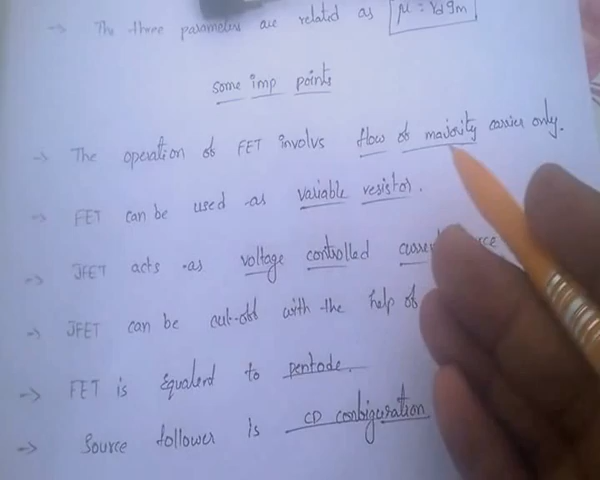 -> The three parameters are related as μ = rd gm
some imp points
-> The operation of FET involvs flow of majority carrier only.
-> FET can be used as variable resistor.
-> JFET acts as voltage controlled
-> JFET can be cut-off with the help of
-> FET is Equalent to pentode.
-> Source follower is CD configuration